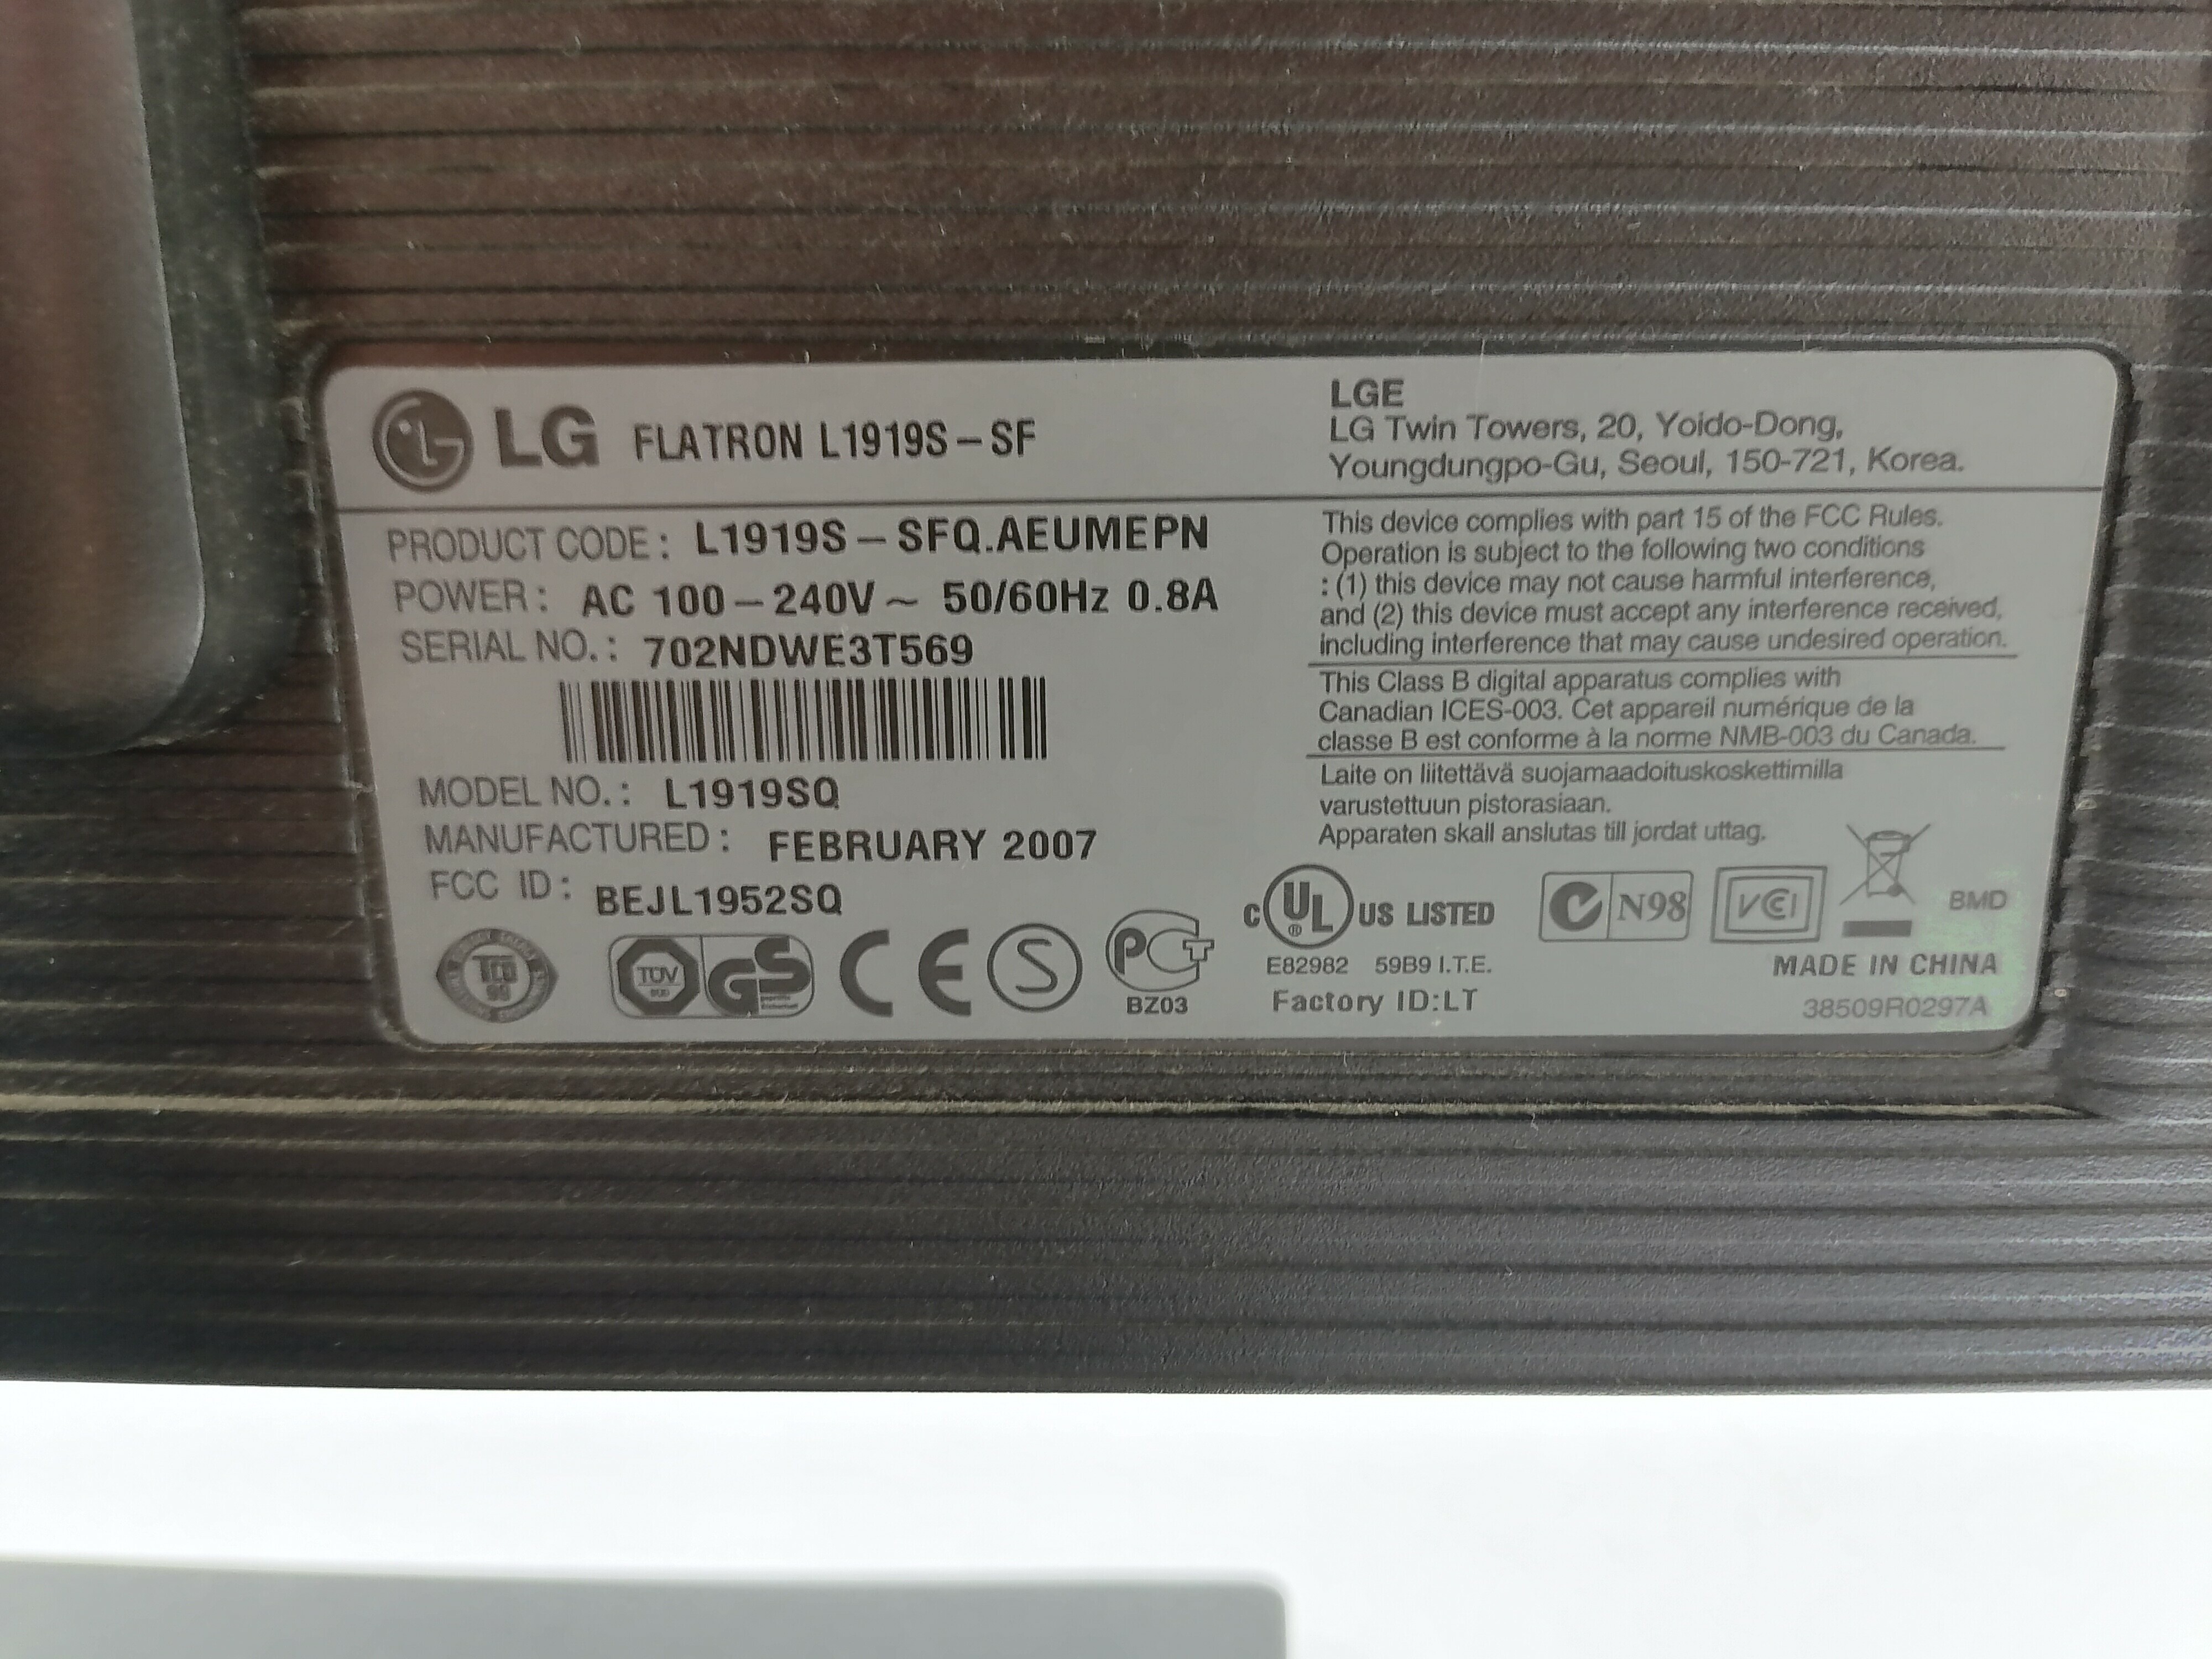 LG FLATRON L1919S-SF
LGE
LG Twin Towers, 20, Yoido-Dong,
Youngdungpo-Gu, Seoul, 150-721, Korea.
PRODUCT CODE: L1919S-SFQ.AEUMEPN
POWER: AC 100-240V~ 50/60Hz 0.8A
SERIAL NO.: 702NDWE3T569
MODEL NO.: L1919SQ
MANUFACTURED: FEBRUARY 2007
FCC ID: BEJL1952SQ
This device complies with part 15 of the FCC Rules.
Operation is subject to the following two conditions
: (1) this device may not cause harmful interference,
and (2) this device must accept any interference received,
including interference that may cause undesired operation.
This Class B digital apparatus complies with
Canadian ICES-003. Cet appareil numérique de la
classe B est conforme à la norme NMB-003 du Canada.
Laite on liitettävä suojamaadoituskoskettimilla
varustettuun pistorasiaan.
Apparaten skall anslutas till jordat uttag.
TCO
TÜV
GS
CE
S
PCT
BZ03
C UL ® US LISTED
E82982 59B9 I.T.E.
Factory ID:LT
N98
VCCI
BMD
MADE IN CHINA
38509R0297A